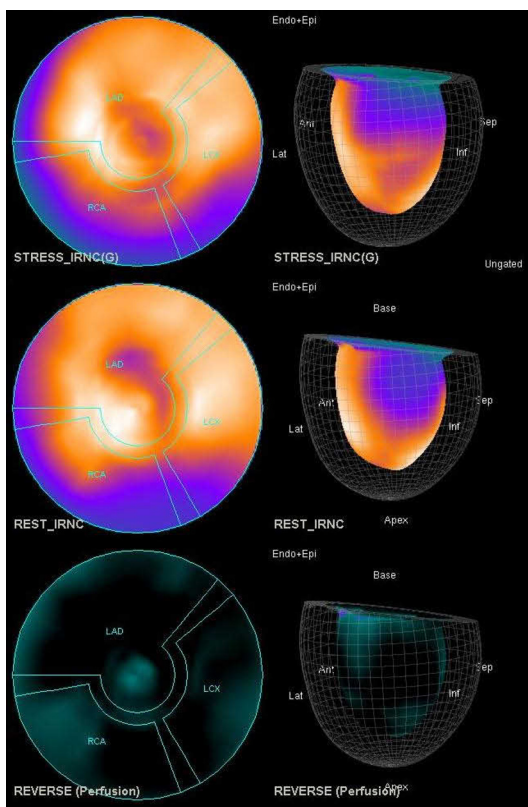 Endo+Epi
LAD
LCX
RCA
Ant
Sep
Lat
Inf
STRESS_IRNC(G)
STRESS_IRNC(G)
Ungated
Endo+Epi
Base
LAD
LCX
RCA
Ant
Sep
Lat
Inf
REST_IRNC
REST_IRNC
Apex
Endo+Epi
Base
LAD
LCX
RCA
Ant
Sep
Lat
Inf
REVERSE (Perfusion)
REVERSE (Perfusion)
Apex